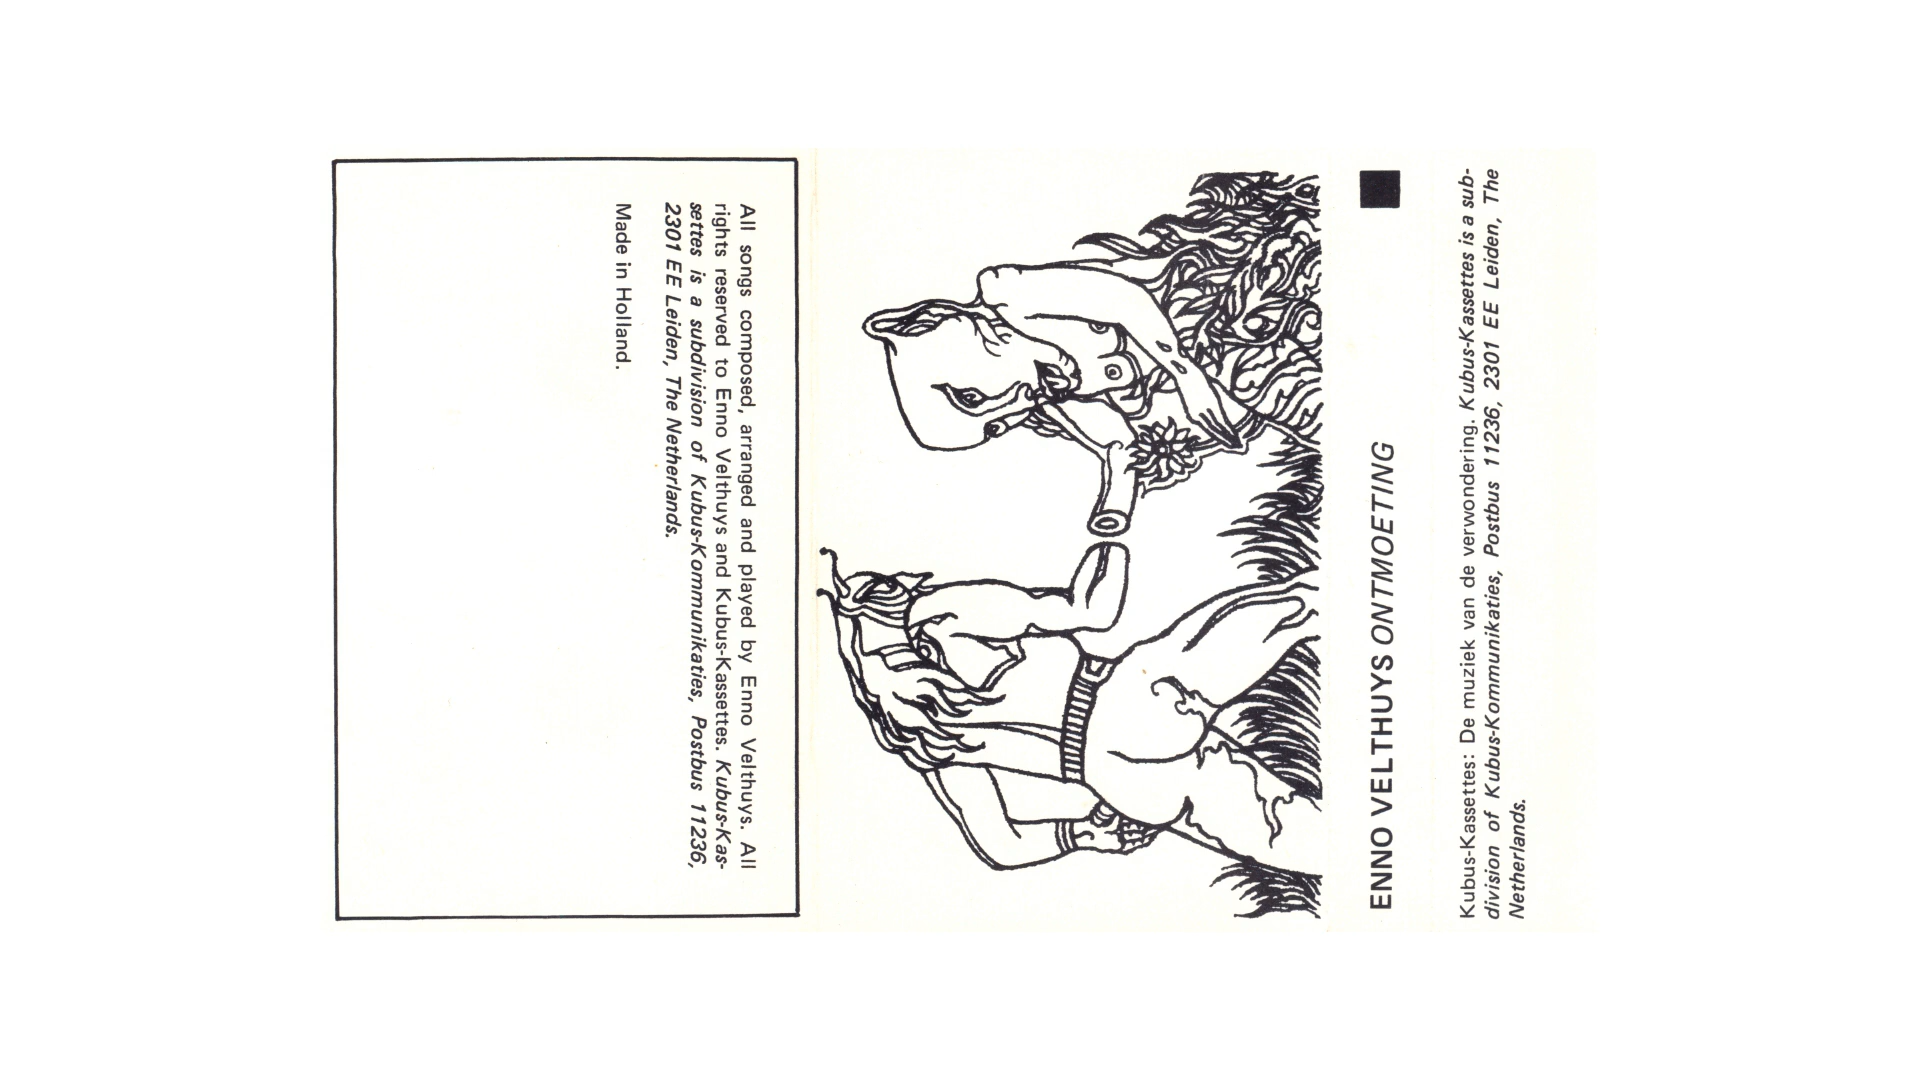 All songs composed, arranged and played by Enno Velthuys. All
rights reserved to Enno Velthuys and Kubus-Kassettes. Kubus-Kas-
settes is a subdivision of Kubus-Kommunikaties, Postbus 11236,
2301 EE Leiden, The Netherlands.
Made in Holland.
ENNO VELTHUYS ONTMOETING
Kubus-Kassettes: De muziek van de verwondering. Kubus-Kassettes is a sub-
division of Kubus-Kommunikaties, Postbus 11236, 2301 EE Leiden, The
Netherlands.